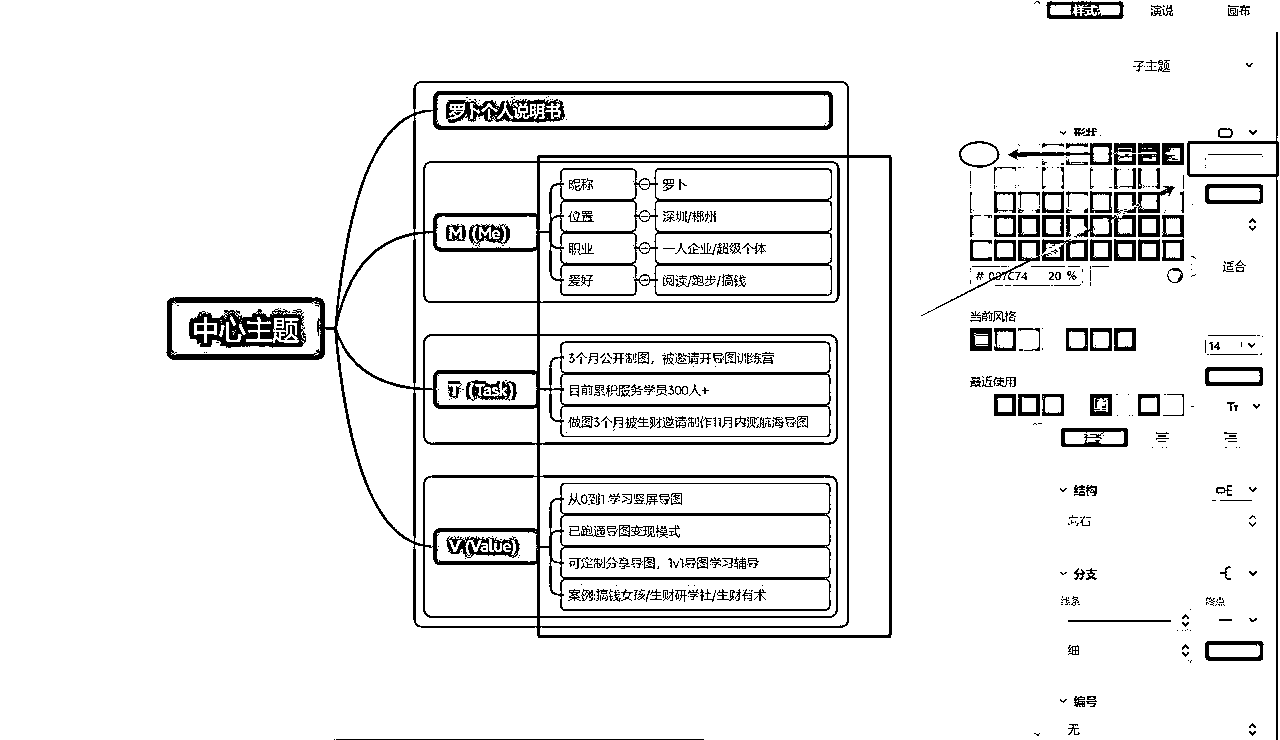 样式 演说 画布
子主题
罗卜个人说明书
形状
M (Me)
昵称 罗卜
位置 深圳/郴州
职业 一人企业/超级个体
爱好 阅读/跑步/搞钱
# 007C74 20 %
适合
中心主题
当前风格
14
T (Task)
3个月公开制图，被邀请开导图训练营
目前累积服务学员300人+
做图3个月被生财邀请制作11月内测航海导图
最近使用
Tт
V (Value)
从0到1 学习竖屏导图
已跑通导图变现模式
可定制分享导图，1v1导图学习辅导
案例:搞钱女孩/生财研学社/生财有术
结构
向右
分支
线条 终点
细
编号
无